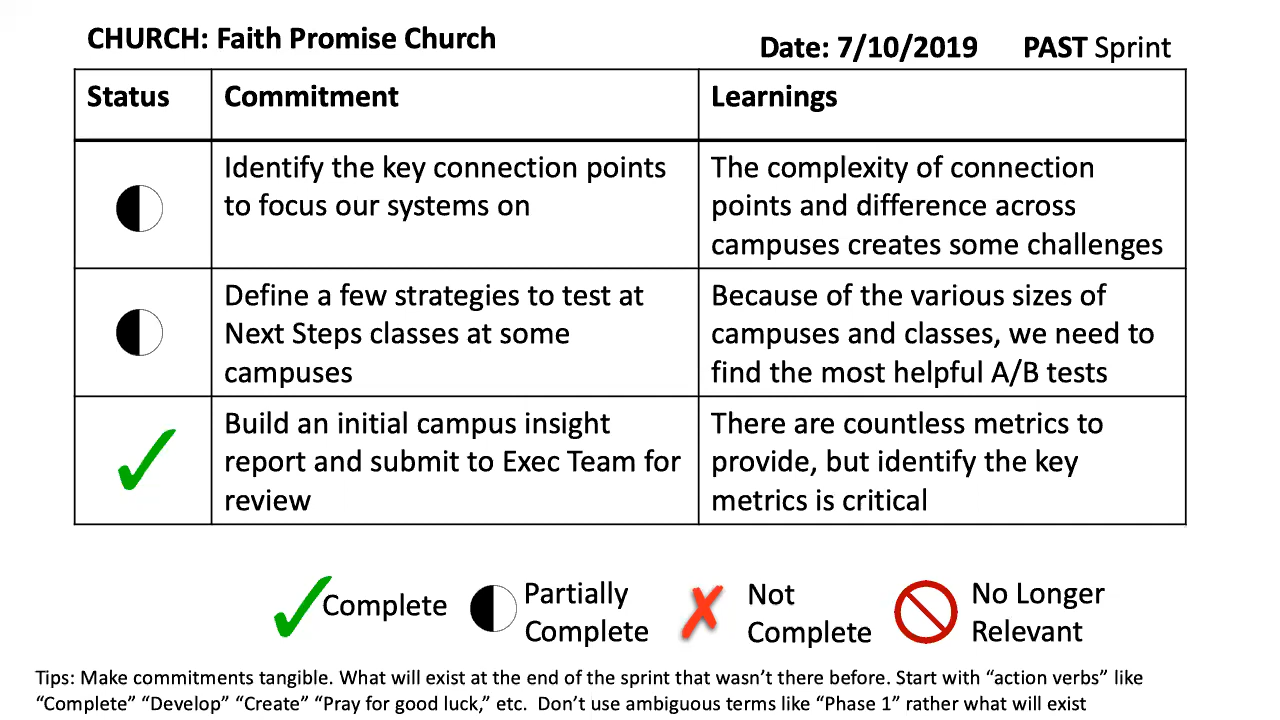 CHURCH: Faith Promise Church
Date: 7/10/2019 PAST Sprint
Status Commitment Learnings
Identify the key connection points
to focus our systems on
The complexity of connection
points and difference across
campuses creates some challenges
Define a few strategies to test at
Next Steps classes at some
campuses
Because of the various sizes of
campuses and classes, we need to
find the most helpful A/B tests
Build an initial campus insight
report and submit to Exec Team for
review
There are countless metrics to
provide, but identify the key
metrics is critical
Complete
Partially
Complete
Not
Complete
No Longer
Relevant
Tips: Make commitments tangible. What will exist at the end of the sprint that wasn’t there before. Start with “action verbs” like
“Complete” “Develop” “Create” “Pray for good luck,” etc.  Don’t use ambiguous terms like “Phase 1” rather what will exist